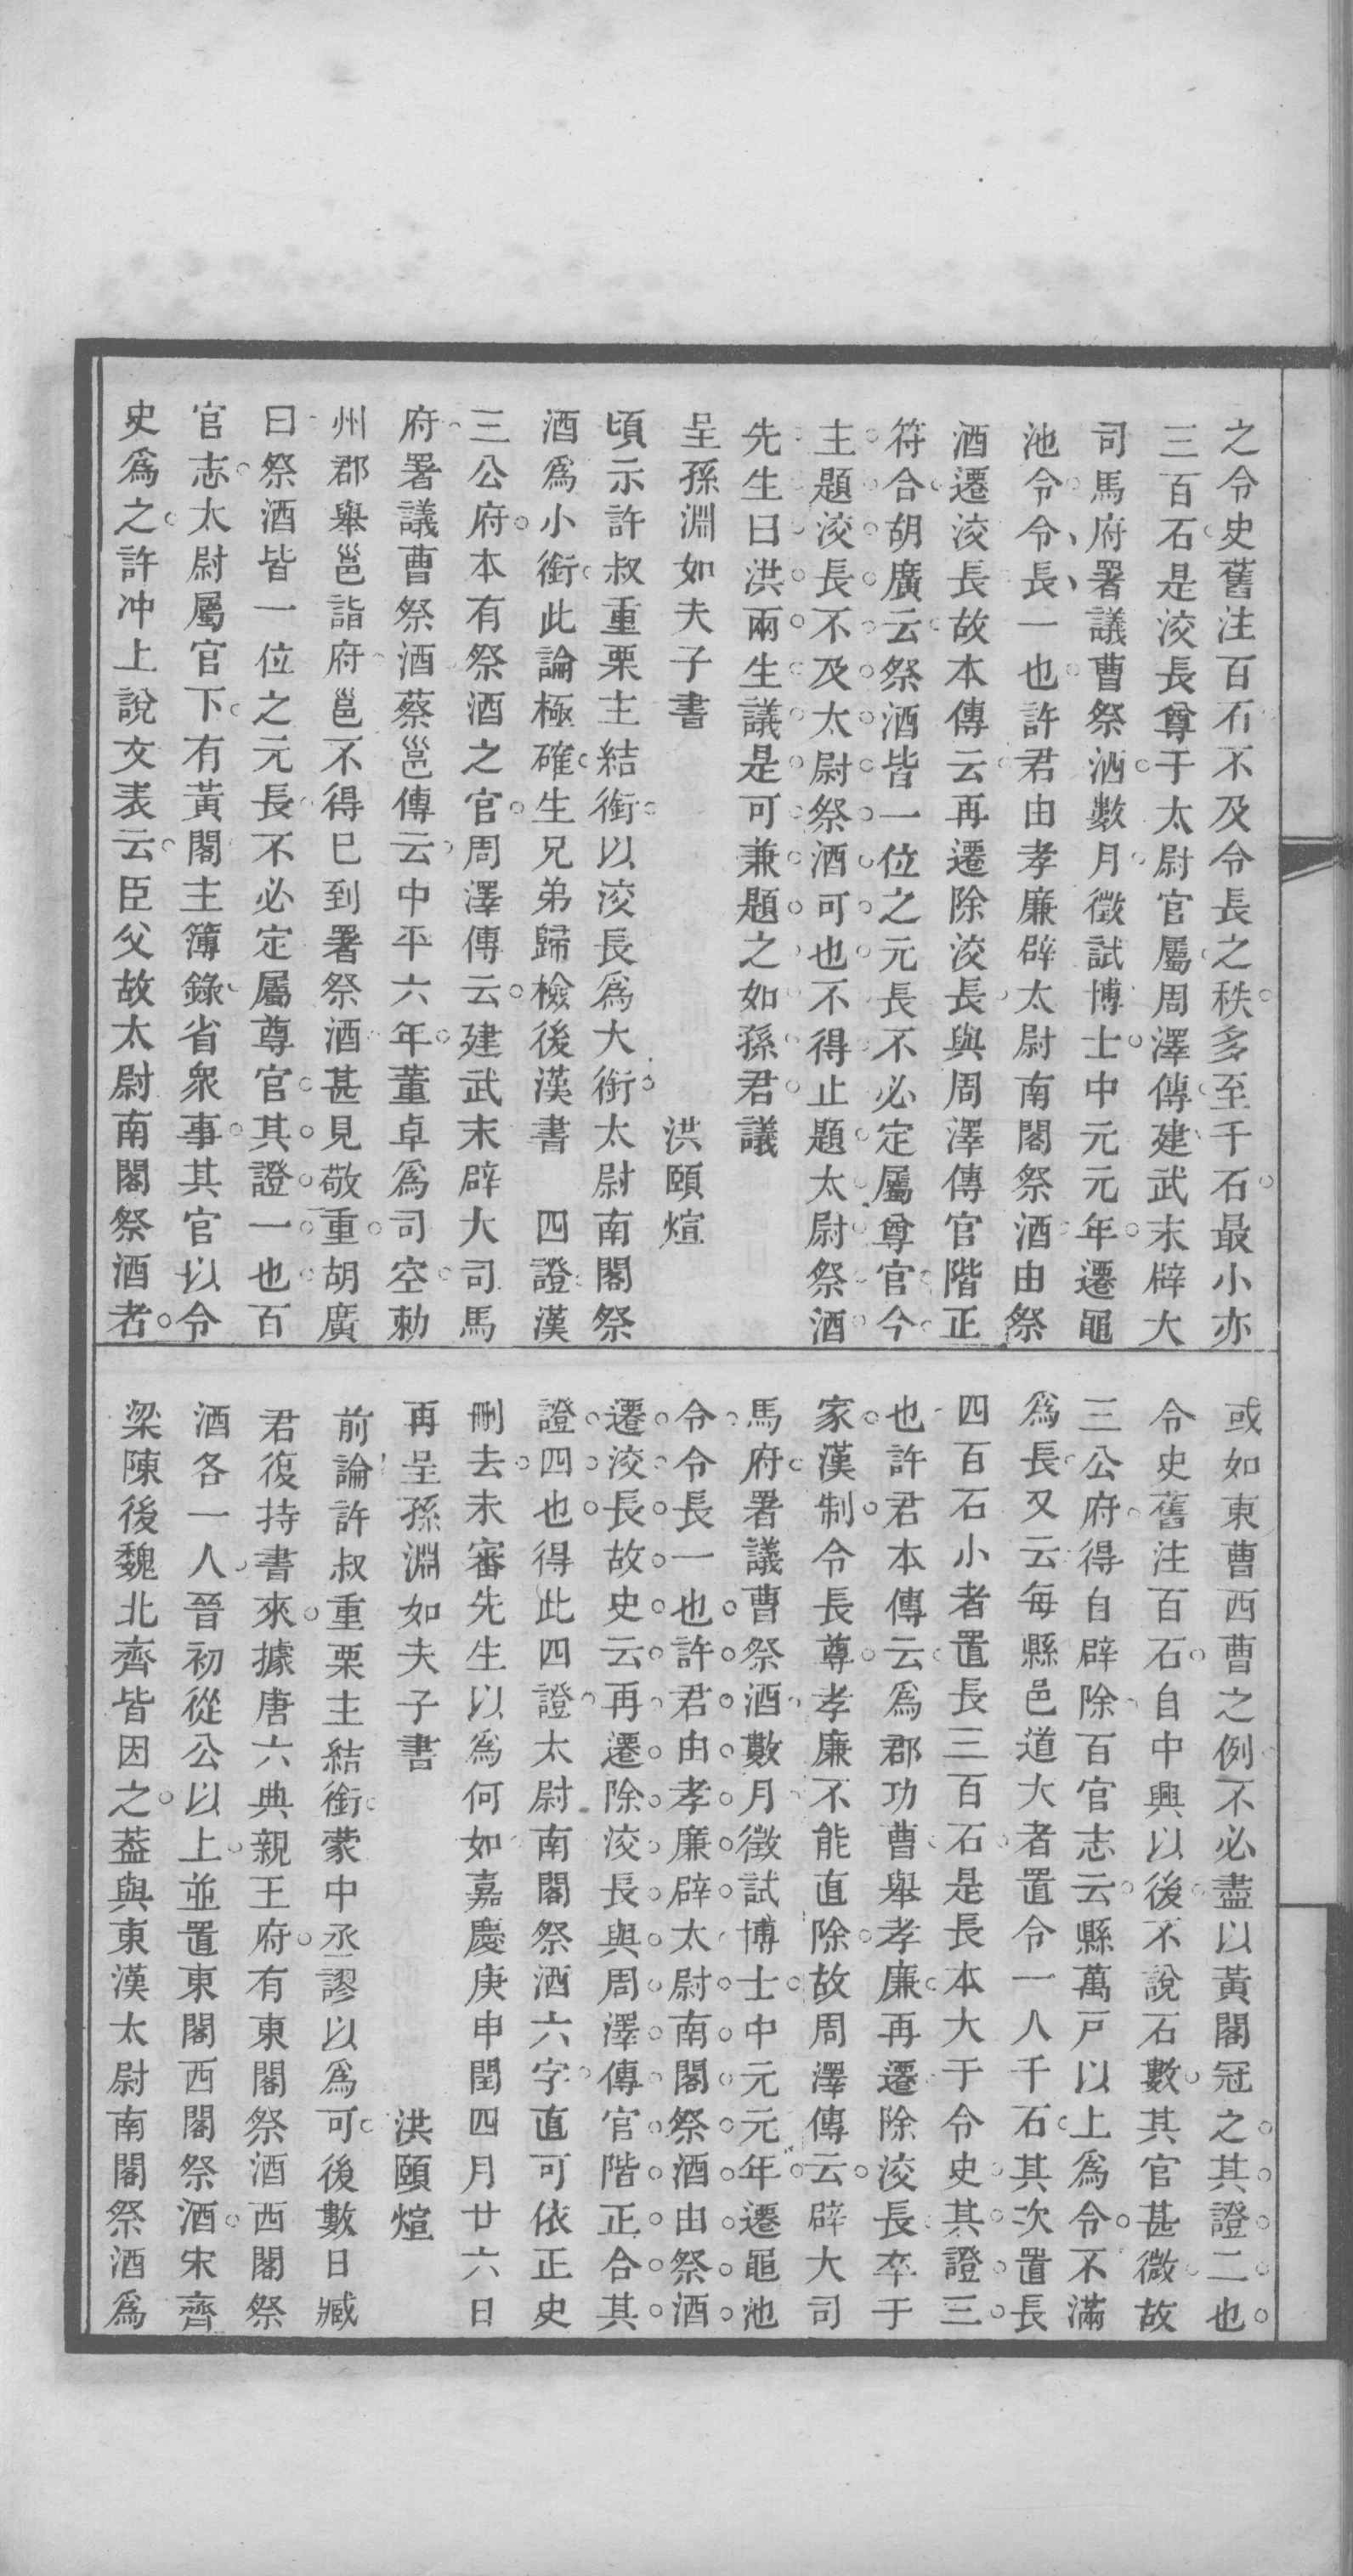 之令史舊注百石不及令長之秩多至千石最小亦
三百石是洨長尊于太尉官屬周澤傳建武末辟大
司馬府署議曹祭酒數月徵試博士中元元年遷黽
池令令長一也許君由孝廉辟太尉南閣祭酒由祭
酒遷洨長故本傳云再遷除洨長與周澤傳官階正
符合胡廣云祭酒皆一位之元長不必定屬尊官今
主題洨長不及太尉祭酒可也不得止題太尉祭酒
先生曰洪兩生議是可兼題之如孫君議
呈孫淵如夫子書　洪頤煊
頃示許叔重栗主結銜以洨長爲大銜太尉南閣祭
酒爲小銜此論極確生兄弟歸檢後漢書　四證漢
三公府本有祭酒之官周澤傳云建武末辟大司馬
府署議曹祭酒蔡邕傳云中平六年董卓爲司空勅
州郡舉邕詣府邕不得巳到署祭酒甚見敬重胡廣
曰祭酒皆一位之元長不必定屬尊官其證一也百
官志太尉屬官下有黃閣主簿錄省眾事其官以令
史爲之許冲上說文表云臣父故太尉南閣祭酒者
或如東曹西曹之例不必盡以黃閣冠之其證二也
令史舊注百石自中興以後不說石數其官甚微故
三公府得自辟除百官志云縣萬戸以上爲令不滿
爲長又云每縣邑道大者置令一人千石其次置長
四百石小者置長三百石是長本大于令史其證三
也許君本傳云爲郡功曹舉孝廉再遷除洨長卒于
家漢制令長尊孝廉不能直除故周澤傳云辟大司
馬府署議曹祭酒數月徵試博士中元元年遷黽池
令令長一也許君由孝廉辟太尉南閣祭酒由祭酒
遷洨長故史云再遷除洨長與周澤傳官階正合其
證四也得此四證太尉南閣祭酒六字直可依正史
刪去未審先生以爲何如嘉慶庚申閏四月廿六日
再呈孫淵如夫子書　洪頤煊
前論許叔重栗主結銜蒙中丞謬以爲可後數日臧
君復持書來據唐六典親王府有東閣祭酒西閣祭
酒各一人晉初從公以上並置東閣西閣祭酒宋齊
梁陳後魏北齊皆因之葢與東漢太尉南閣祭酒爲